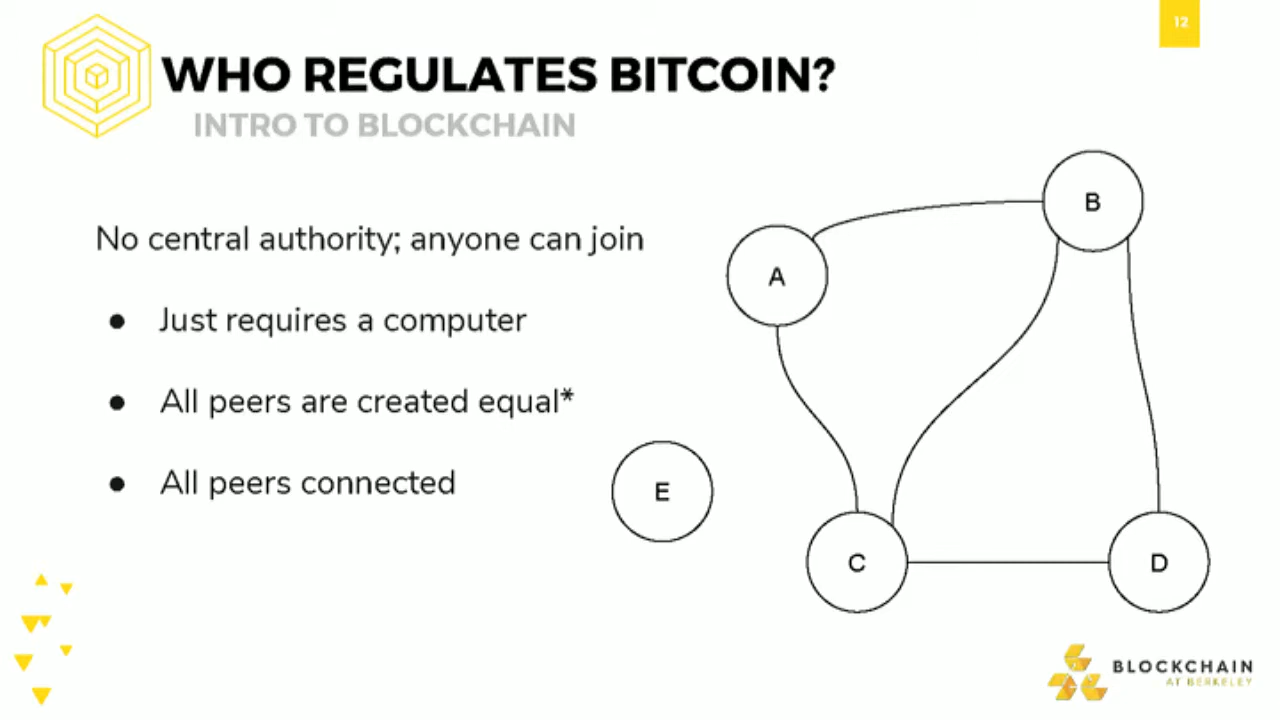 12
WHO REGULATES BITCOIN?
INTRO TO BLOCKCHAIN
No central authority; anyone can join
● Just requires a computer
● All peers are created equal*
● All peers connected
B
A
E
C
D
BLOCKCHAIN
AT BERKELEY